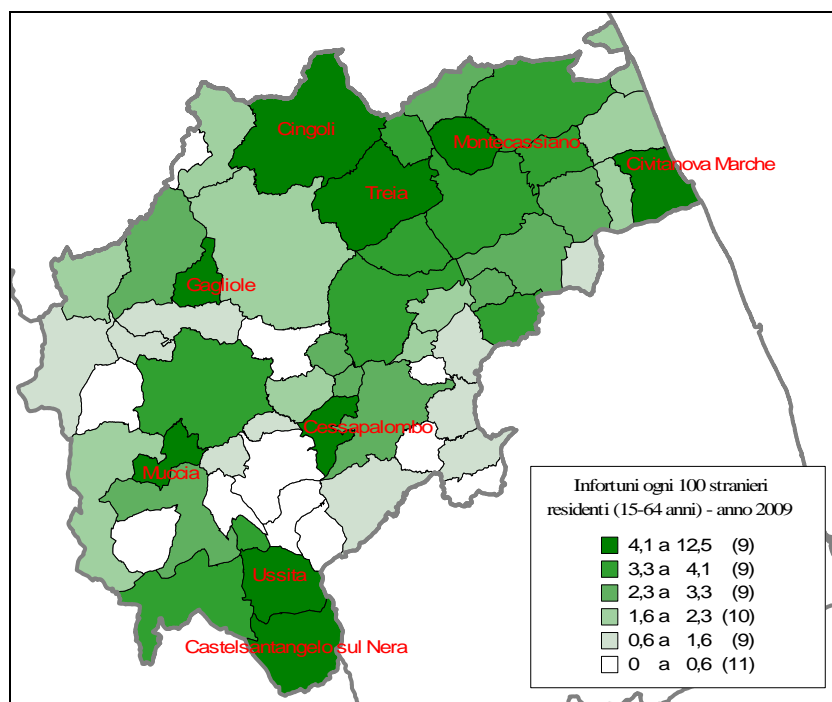 Cingoli
Montecassiano
Civitanova Marche
Treia
Gagliole
Cessapalombo
Muccia
Ussita
Castelsantangelo sul Nera
Infortuni ogni 100 stranieri
residenti (15-64 anni) - anno 2009
4,1 a 12,5 (9)
3,3 a 4,1 (9)
2,3 a 3,3 (9)
1,6 a 2,3 (10)
0,6 a 1,6 (9)
0 a 0,6 (11)